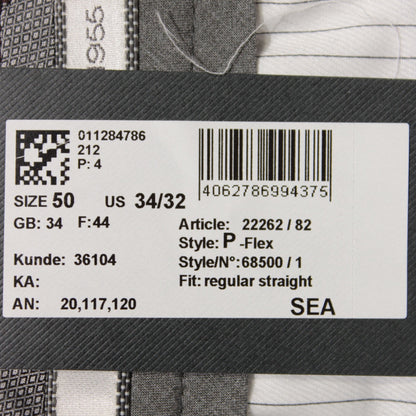 1955
011284786
212
P: 4
4062786994375
SIZE 50 US 34/32
GB: 34 F: 44
Article: 22262 / 82
Style: P -Flex
Kunde: 36104
Style/N°: 68500 / 1
KA:
Fit: regular straight
AN: 20,117,120
SEA